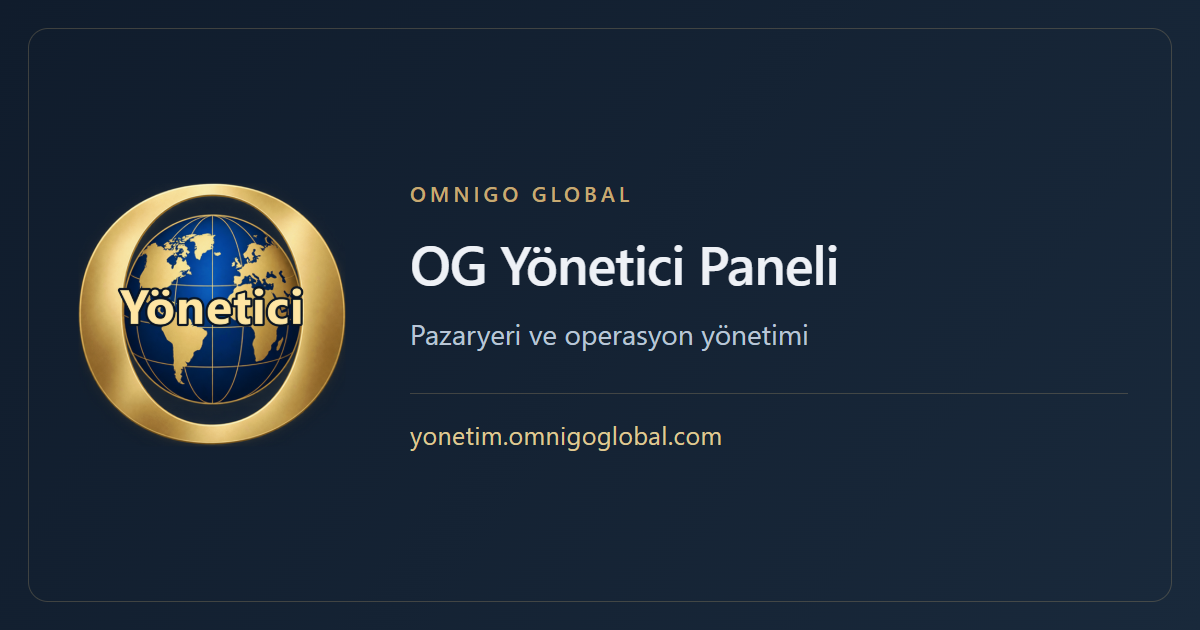 Yönetici
OMNIGO GLOBAL
OG Yönetici Paneli
Pazaryeri ve operasyon yönetimi
yonetim.omnigoglobal.com